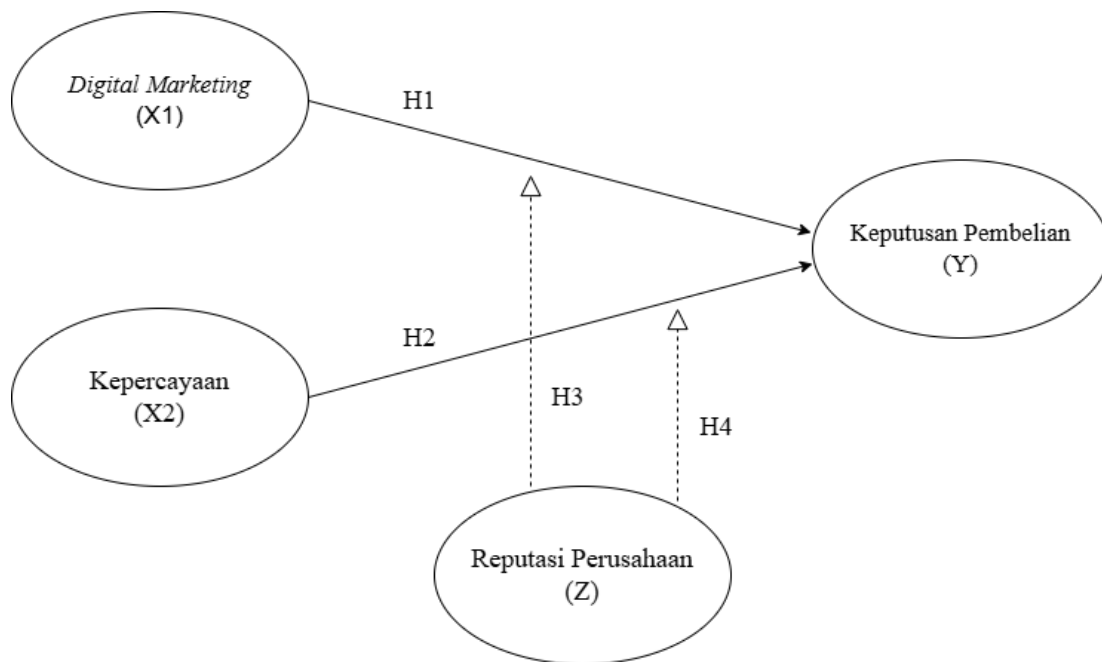 Digital Marketing
(X1)
H1
Keputusan Pembelian
(Y)
H2
Kepercayaan
(X2)
H3
H4
Reputasi Perusahaan
(Z)